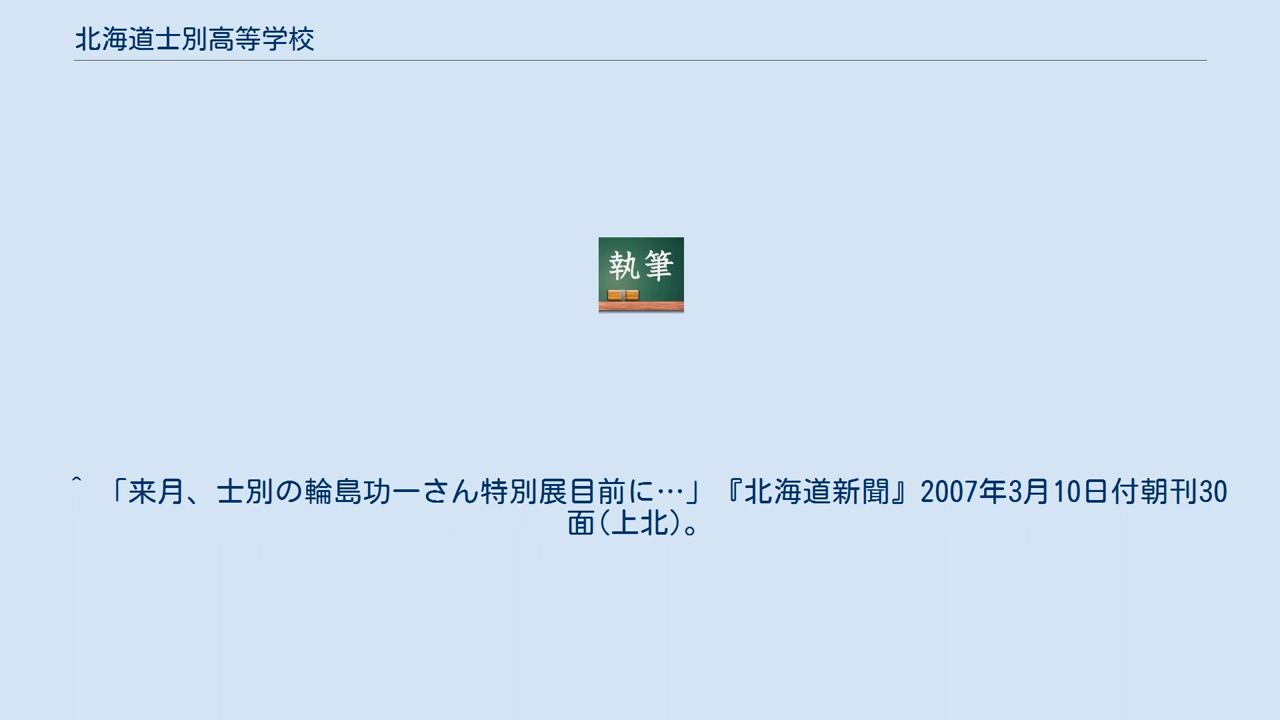 北海道士別高等学校
執筆
^ 「来月、士別の輪島功一さん特別展目前に…」『北海道新聞』2007年3月10日付朝刊30
面(上北)。